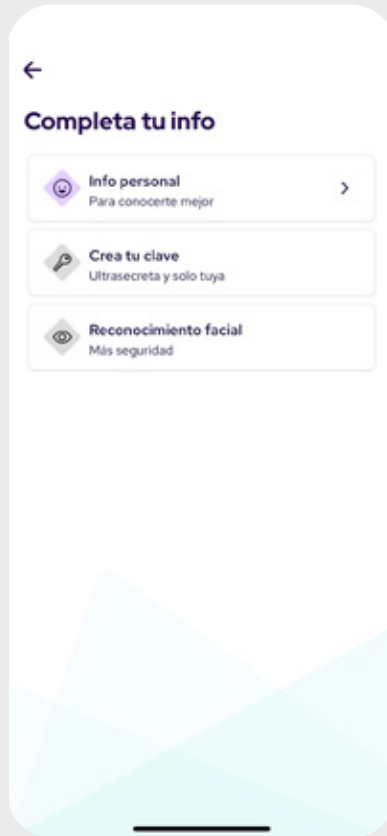 Completa tu info
Info personal
Para conocerte mejor
Crea tu clave
Ultrasecreta y solo tuya
Reconocimiento facial
Más seguridad